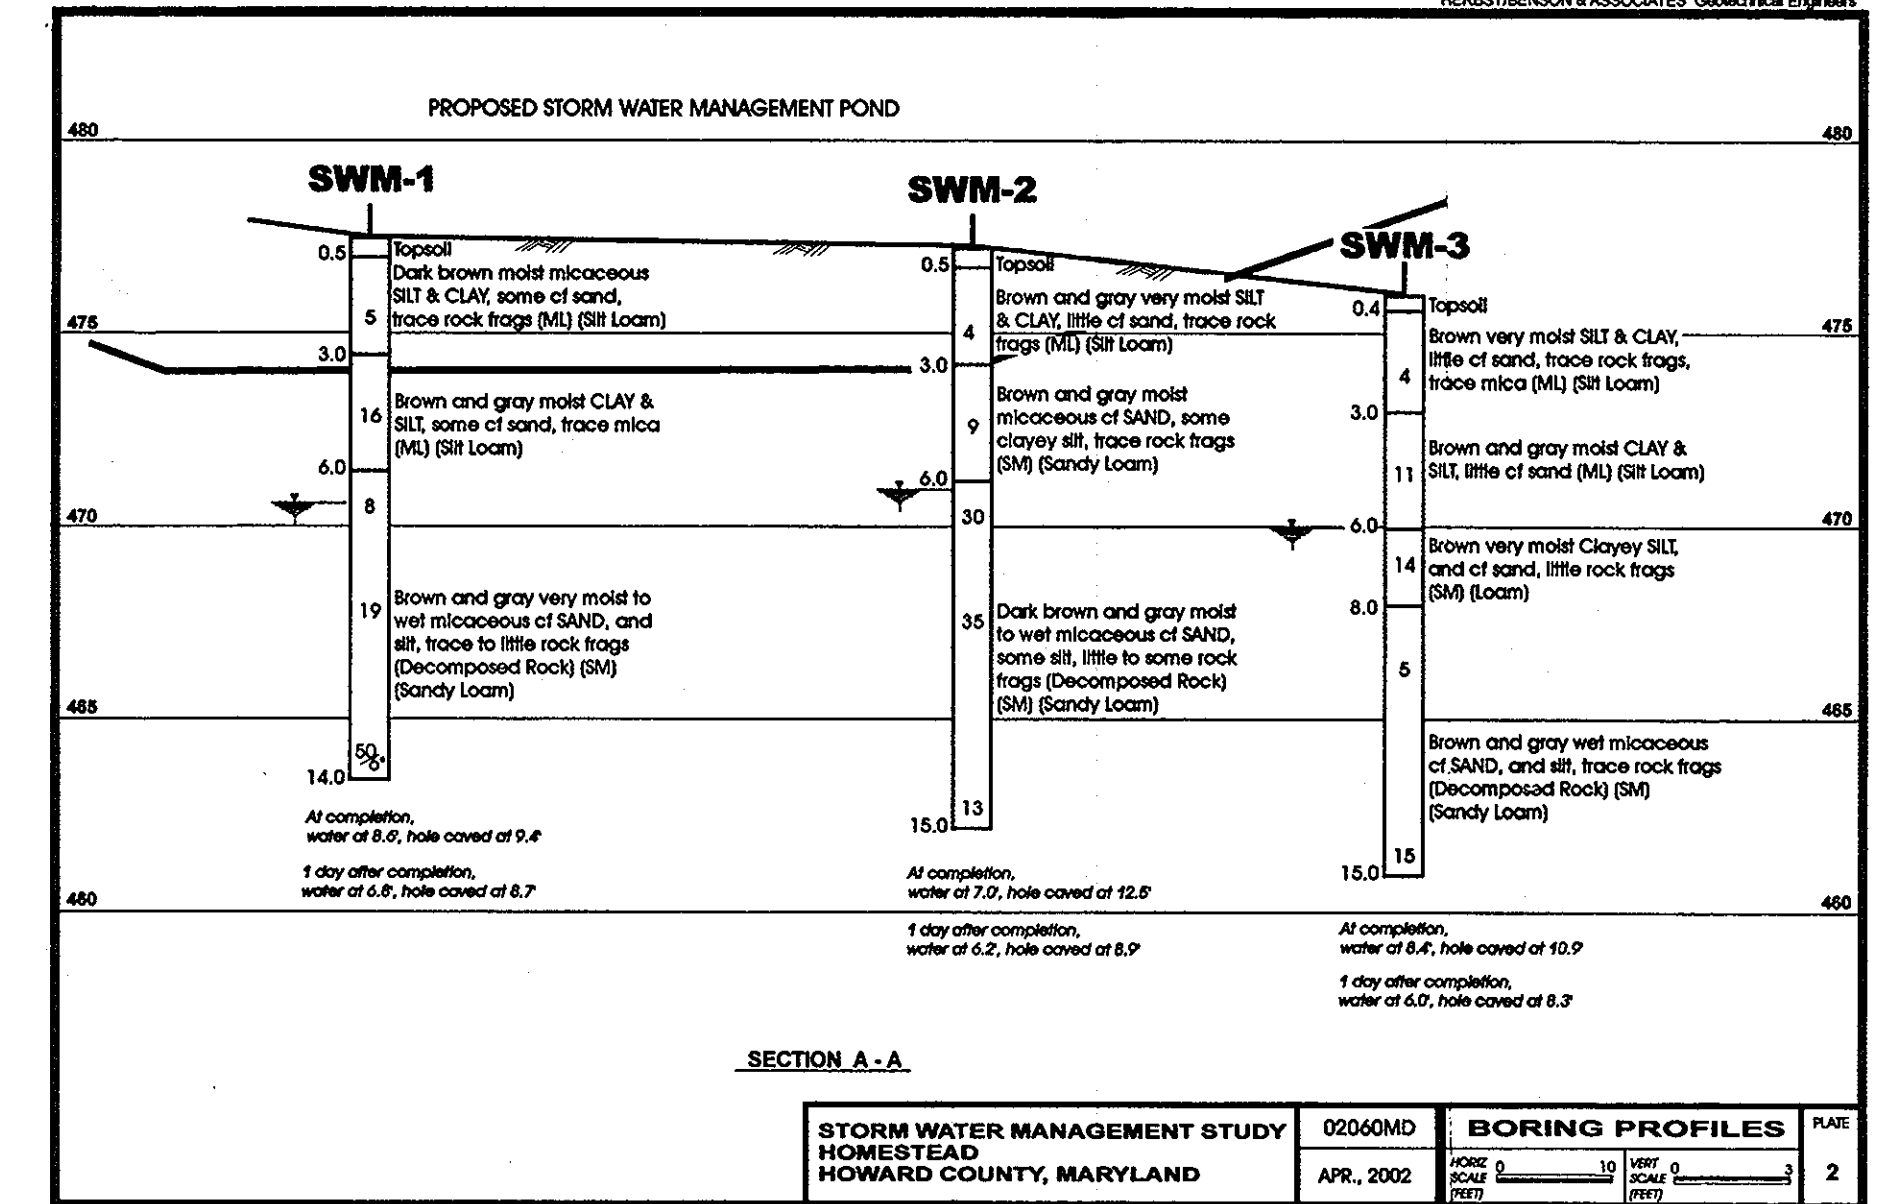 HERBST/BENSON & ASSOCIATES Geotechnical Engineers
PROPOSED STORM WATER MANAGEMENT POND
480
480
SWM-1
SWM-2
SWM-3
0.5
Topsoil
Dark brown moist micaceous
SILT & CLAY, some cf sand,
trace rock frags (ML) (Silt Loam)
5
475
3.0
16
Brown and gray moist CLAY &
SILT, some cf sand, trace mica
(ML) (Silt Loam)
6.0
8
470
19
Brown and gray very moist to
wet micaceous cf SAND, and
silt, trace to little rock frags
(Decomposed Rock) (SM)
(Sandy Loam)
465
14.0
At completion,
water at 8.6', hole caved at 9.4'
1 day after completion,
water at 6.8', hole caved at 8.7'
460
0.5
Topsoil
Brown and gray very moist SILT
& CLAY, little cf sand, trace rock
frags (ML) (Silt Loam)
4
3.0
9
Brown and gray moist
micaceous cf SAND, some
clayey silt, trace rock frags
(SM) (Sandy Loam)
6.0
30
35
Dark brown and gray moist
to wet micaceous cf SAND,
some silt, little to some rock
frags (Decomposed Rock)
(SM) (Sandy Loam)
13
15.0
At completion,
water at 7.0', hole caved at 12.5'
1 day after completion,
water at 6.2', hole caved at 8.9'
0.4
Topsoil
475
Brown very moist SILT & CLAY,
little cf sand, trace rock frags,
trace mica (ML) (Silt Loam)
4
3.0
11
Brown and gray moist CLAY &
SILT, little cf sand (ML) (Silt Loam)
6.0
470
14
Brown very moist Clayey SILT,
and cf sand, little rock frags
(SM) (Loam)
8.0
5
465
Brown and gray wet micaceous
cf SAND, and silt, trace rock frags
(Decomposed Rock) (SM)
(Sandy Loam)
15
15.0
460
At completion,
water at 8.4', hole caved at 10.9'
1 day after completion,
water at 6.0', hole caved at 8.3'
SECTION A - A
STORM WATER MANAGEMENT STUDY
HOMESTEAD
HOWARD COUNTY, MARYLAND
02060MD
APR., 2002
BORING PROFILES
HORIZ
SCALE
(FEET)
0 10
VERT
SCALE
(FEET)
0 3
PLATE
2